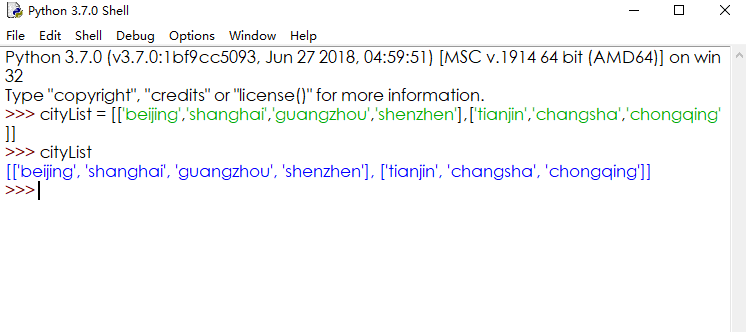 Python 3.7.0 Shell
File Edit Shell Debug Options Window Help
Python 3.7.0 (v3.7.0:1bf9cc5093, Jun 27 2018, 04:59:51) [MSC v.1914 64 bit (AMD64)] on win
32
Type "copyright", "credits" or "license()" for more information.
>>> cityList = [['beijing','shanghai','guangzhou','shenzhen'],['tianjin','changsha','chongqing'
]]
>>> cityList
[['beijing', 'shanghai', 'guangzhou', 'shenzhen'], ['tianjin', 'changsha', 'chongqing']]
>>>